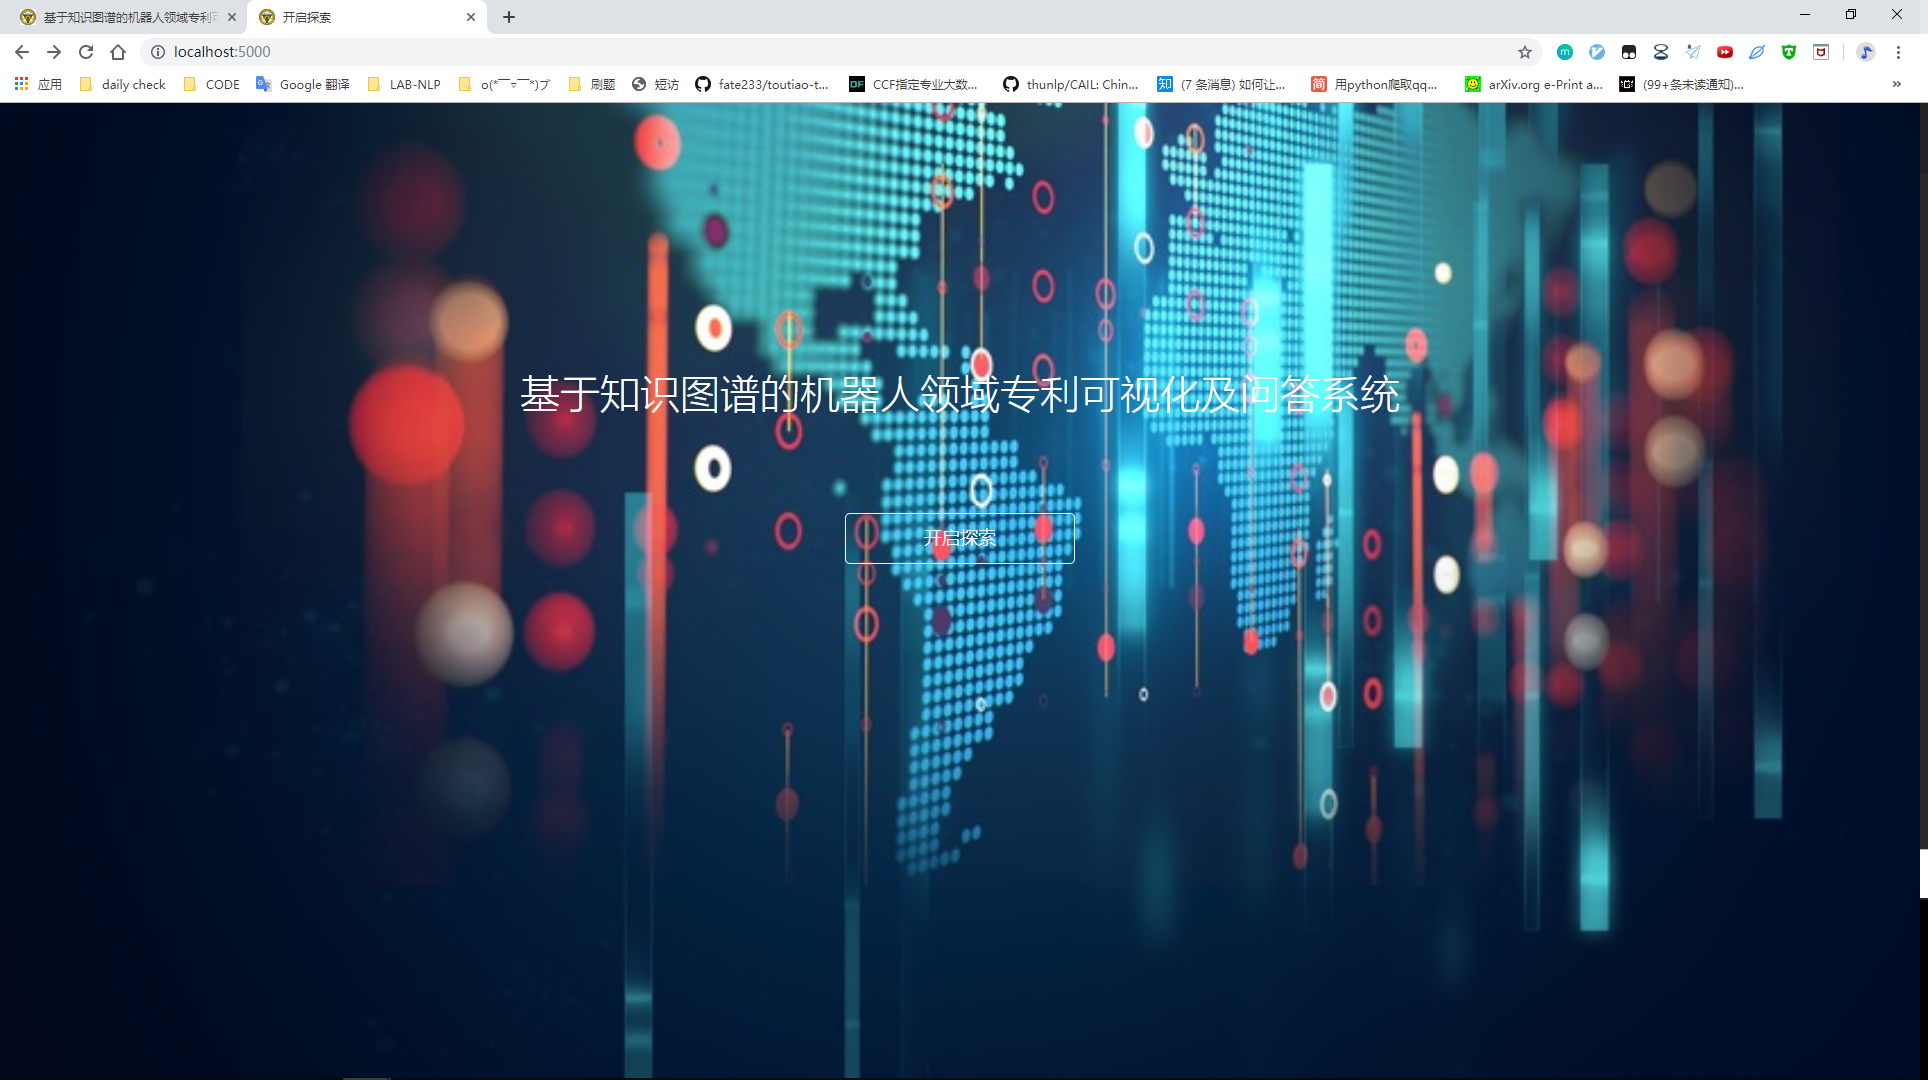 基于知识图谱的机器人领域专利可
开启探索
localhost:5000
应用
daily check
CODE
Google 翻译
LAB-NLP
o(*￣▽￣*)ブ
刷题
短访
fate233/toutiao-t...
CCF指定专业大数...
thunlp/CAIL: Chin...
(7 条消息) 如何让...
用python爬取qq...
arXiv.org e-Print a...
(99+条未读通知)...
基于知识图谱的机器人领域专利可视化及问答系统
开启探索